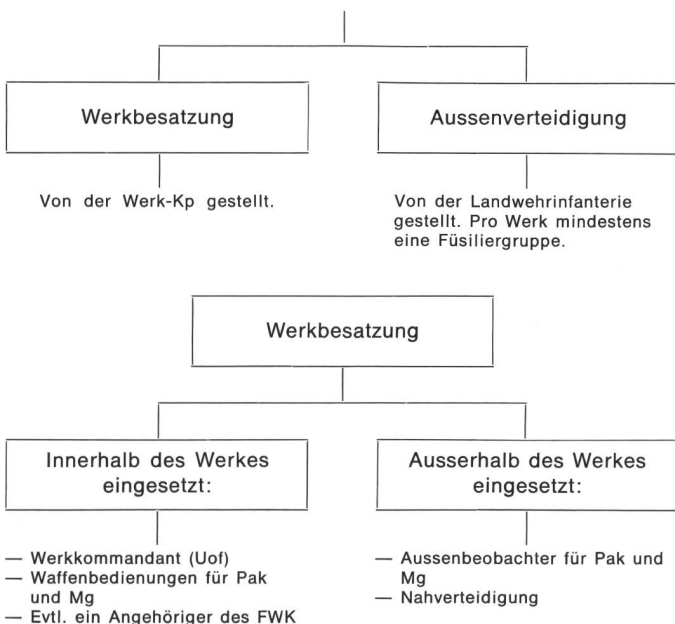 Werkbesatzung
Aussenverteidigung
Von der Werk-Kp gestellt.
Von der Landwehrinfanterie
gestellt. Pro Werk mindestens
eine Füsiliergruppe.
Werkbesatzung
Innerhalb des Werkes
eingesetzt:
Ausserhalb des Werkes
eingesetzt:
— Werkkommandant (Uof)
— Waffenbedienungen für Pak
und Mg
— Evtl. ein Angehöriger des FWK
— Aussenbeobachter für Pak und
Mg
— Nahverteidigung